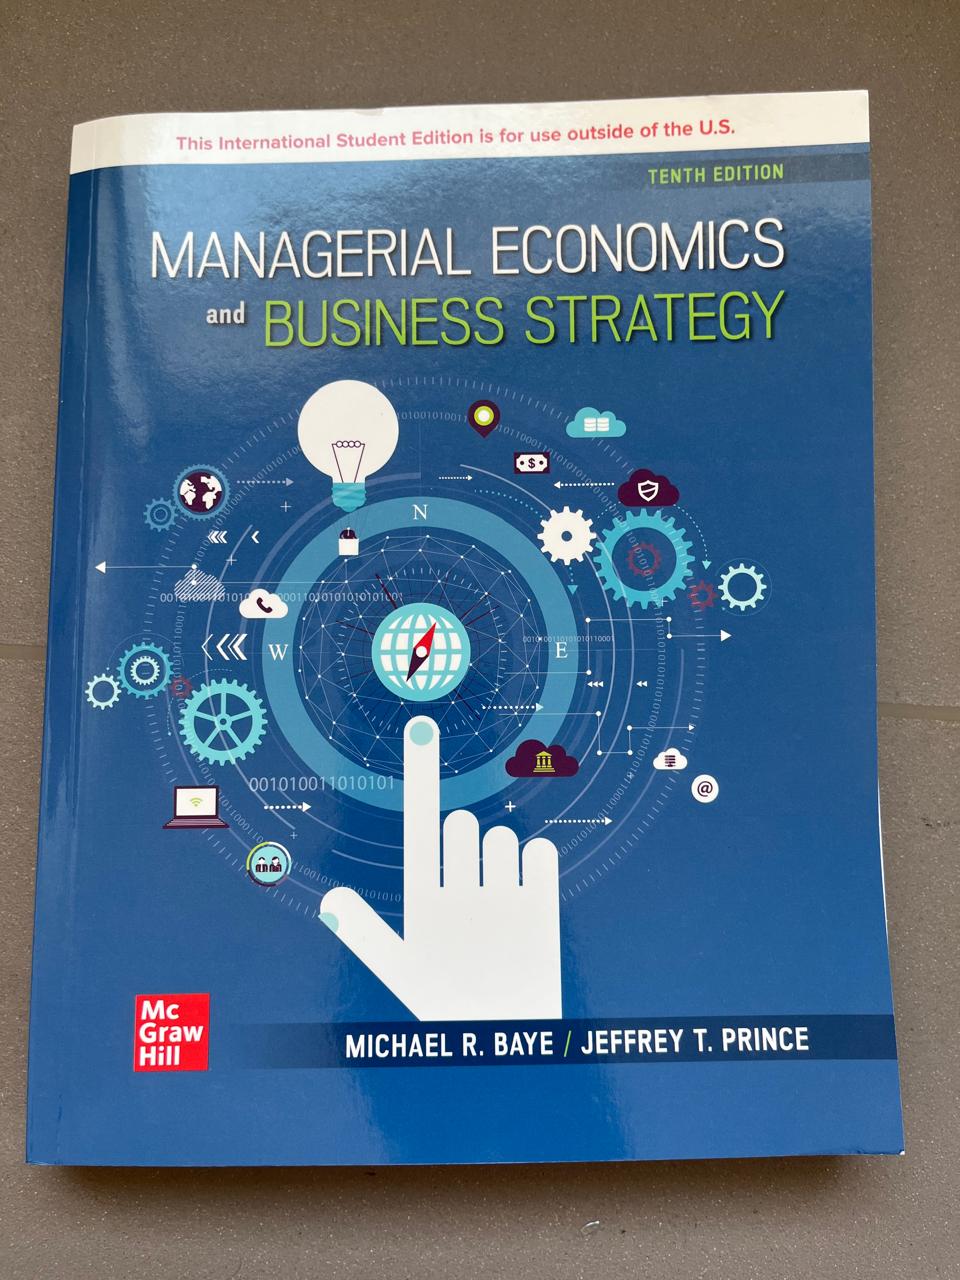 This International Student Edition is for use outside of the U.S.
TENTH EDITION
MANAGERIAL ECONOMICS
and BUSINESS STRATEGY
N
$
W
E
001010011010101
@
Mc
Graw
Hill
MICHAEL R. BAYE / JEFFREY T. PRINCE